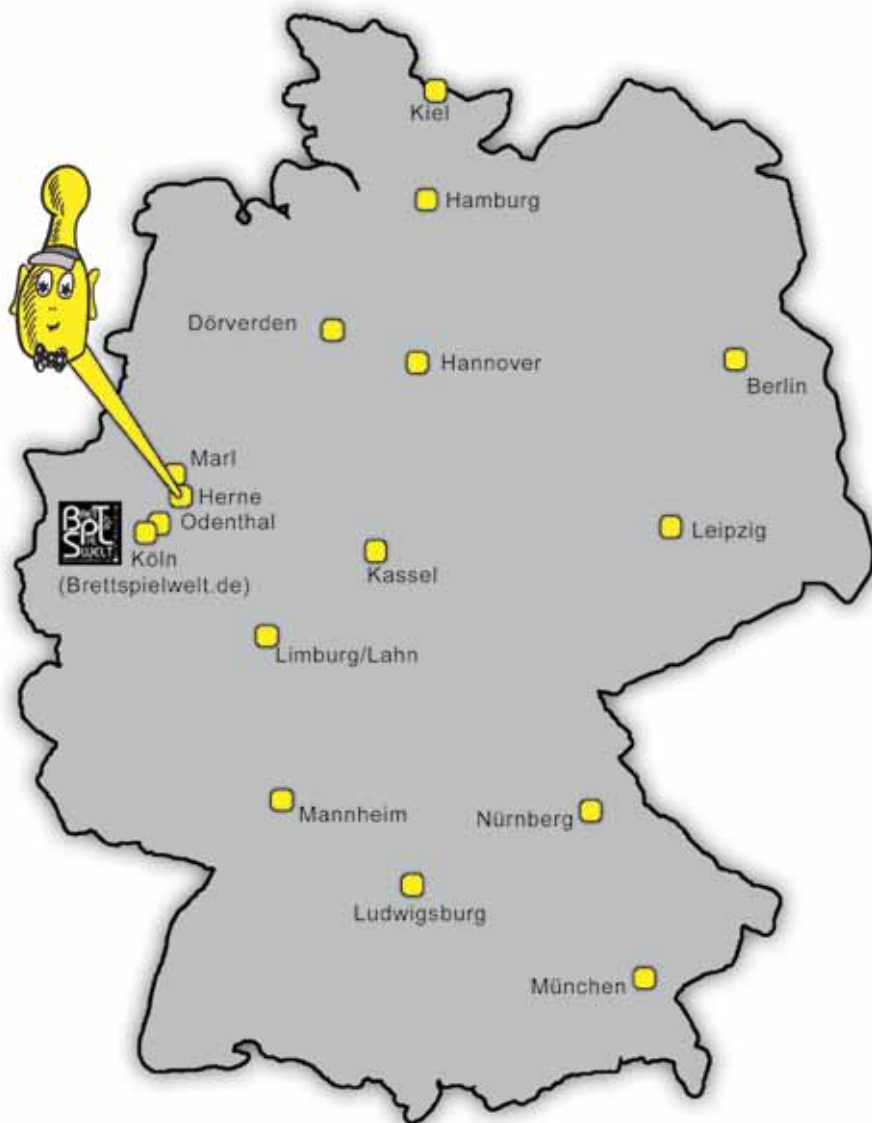 Kiel
Hamburg
Dörverden
Hannover
Berlin
Marl
Herne
Odenthal
Leipzig
Köln
(Brettspielwelt.de)
Kassel
Limburg/Lahn
Mannheim
Nürnberg
Ludwigsburg
München